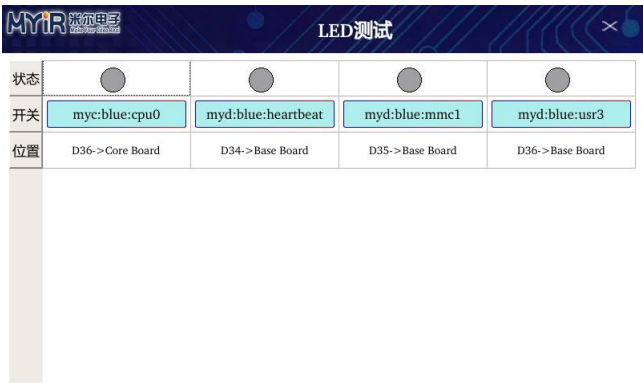 MYiR 米尔电子
Make Your Idea Real
LED测试
状态
开关 myc:blue:cpu0 myd:blue:heartbeat myd:blue:mmc1 myd:blue:usr3
位置 D36->Core Board D34->Base Board D35->Base Board D36->Base Board